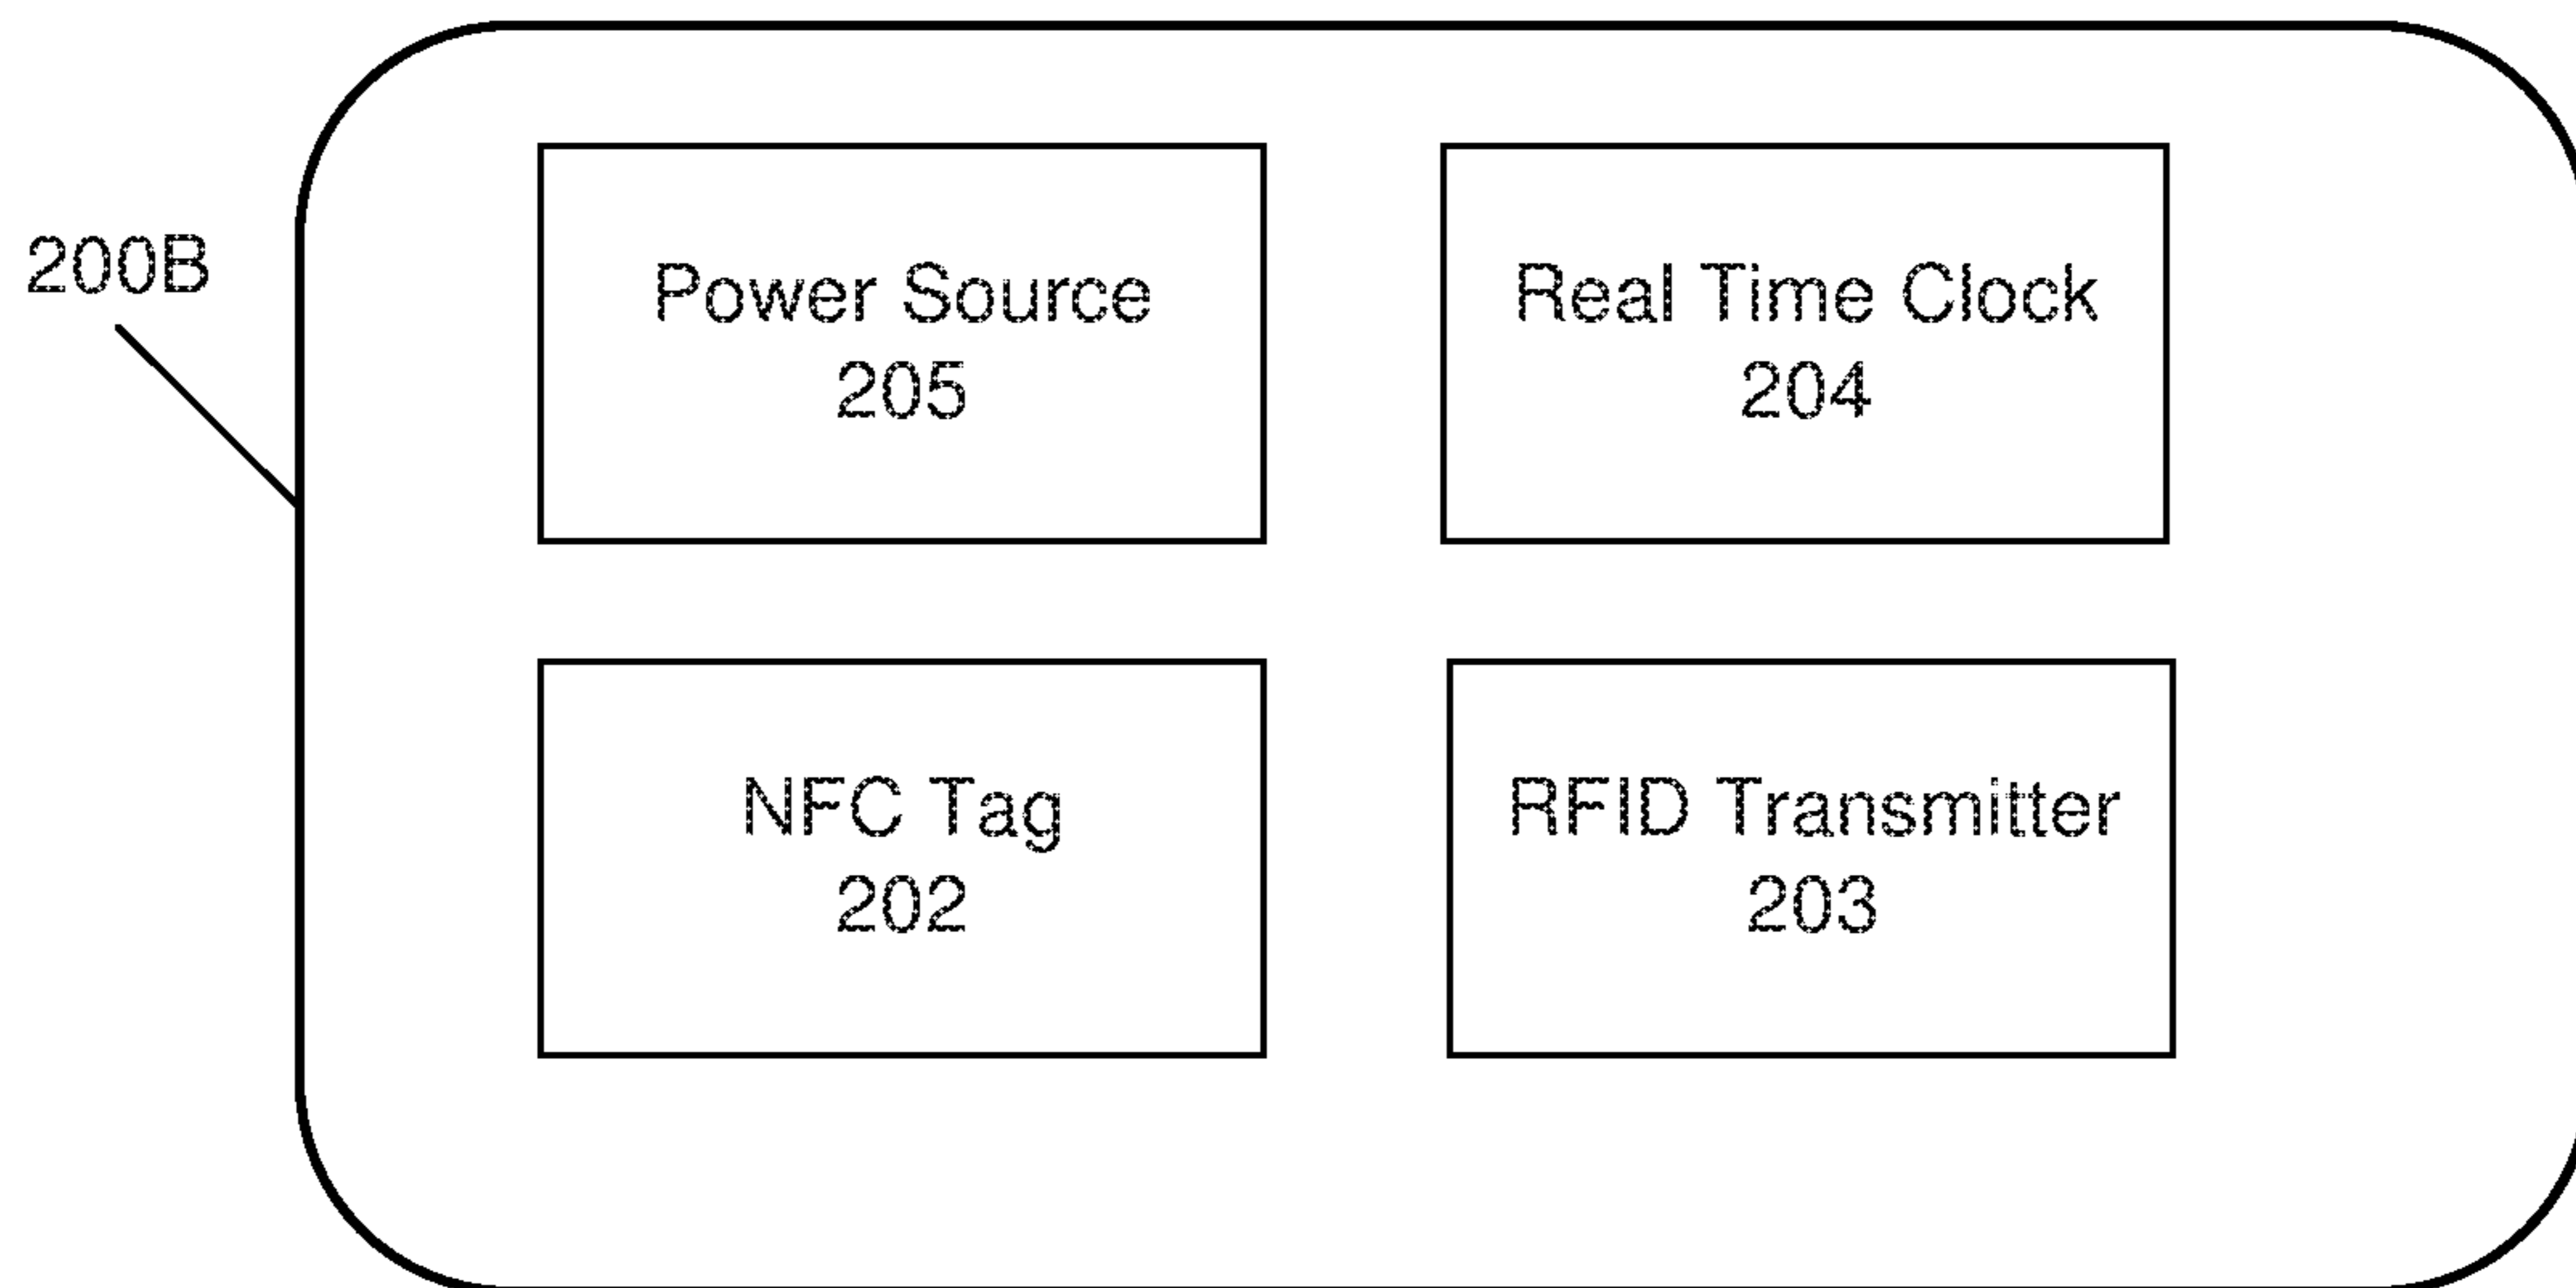 200B
Power Source
205
Real Time Clock
204
NFC Tag
202
RFID Transmitter
203